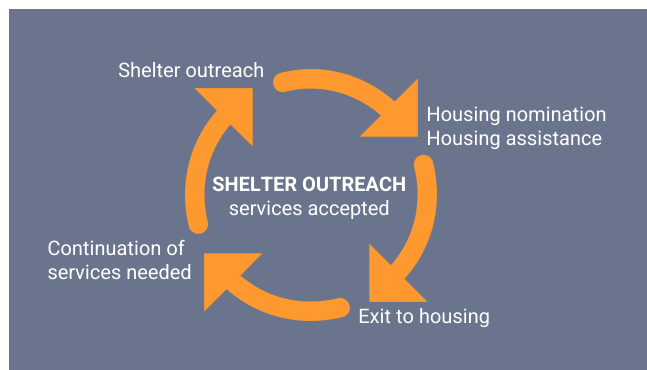 Shelter outreach
Housing nomination
Housing assistance
SHELTER OUTREACH
services accepted
Continuation of
services needed
Exit to housing